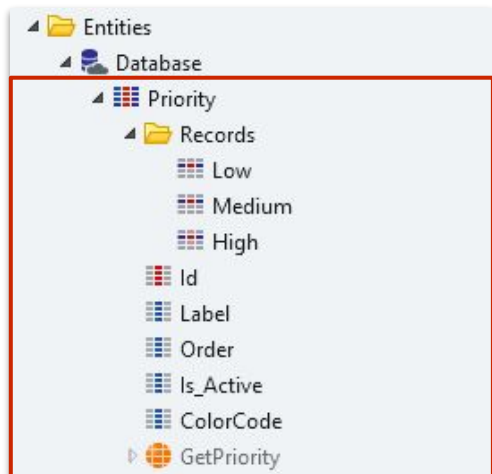 Entities
Database
Priority
Records
Low
Medium
High
Id
Label
Order
Is_Active
ColorCode
GetPriority